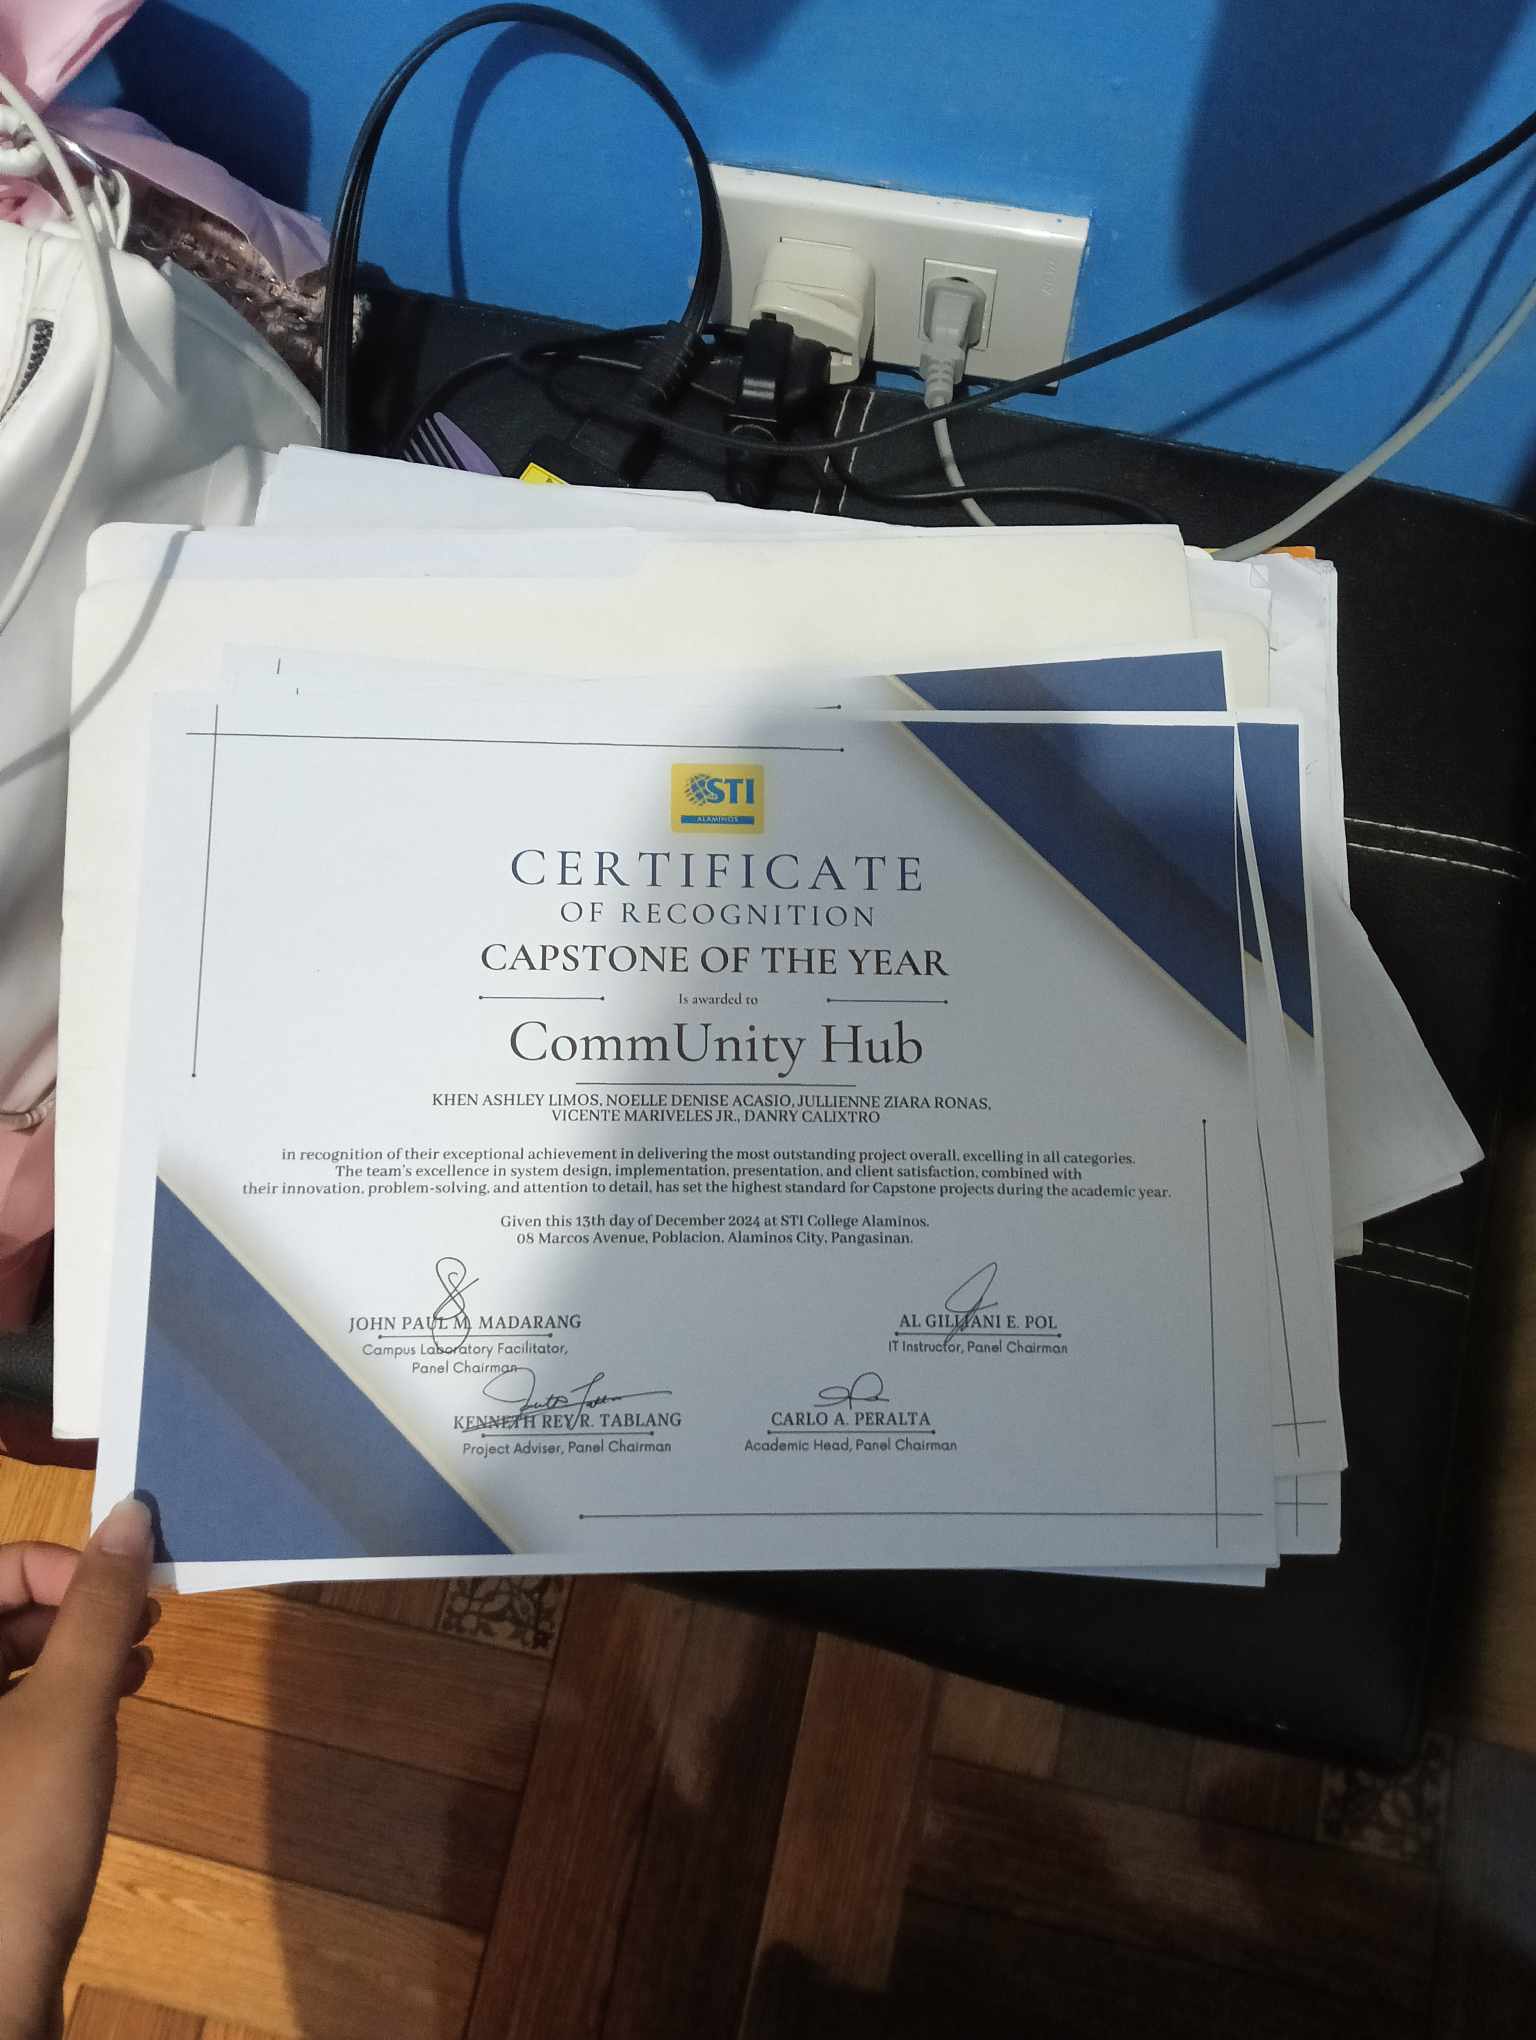 STI
ALAMINOS
CERTIFICATE
OF RECOGNITION
CAPSTONE OF THE YEAR
Is awarded to
CommUnity Hub
KHEN ASHLEY LIMOS, NOELLE DENISE ACASIO, JULLIENNE ZIARA RONAS,
VICENTE MARIVELES JR., DANRY CALIXTRO
in recognition of their exceptional achievement in delivering the most outstanding project overall, excelling in all categories.
The team's excellence in system design, implementation, presentation, and client satisfaction, combined with
their innovation, problem-solving, and attention to detail, has set the highest standard for Capstone projects during the academic year.
Given this 13th day of December 2024 at STI College Alaminos.
08 Marcos Avenue, Poblacion, Alaminos City, Pangasinan.
JOHN PAUL M. MADARANG
Campus Laboratory Facilitator,
Panel Chairman
AL GILLIANI E. POL
IT Instructor, Panel Chairman
KENNETH REY R. TABLANG
Project Adviser, Panel Chairman
CARLO A. PERALTA
Academic Head, Panel Chairman